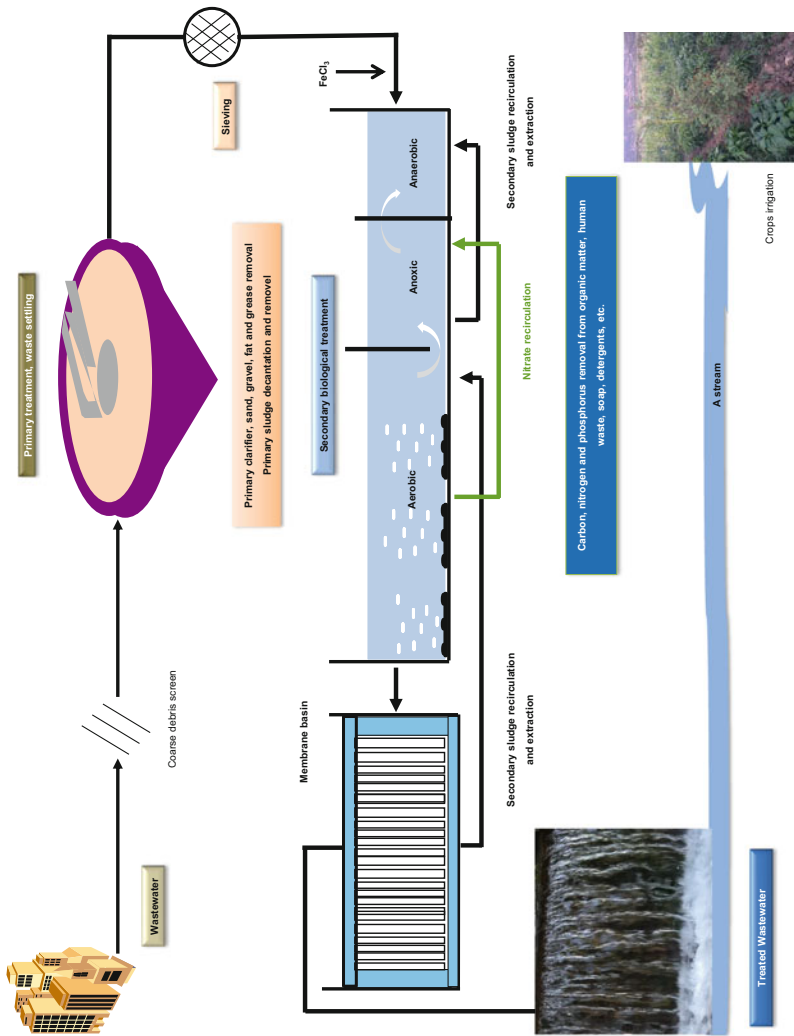 Wastewater
Coarse debris screen
Primary treatment, waste settling
Primary clarifier, sand, gravel, fat and grease removal
Primary sludge decantation and removel
Sieving
FeCl3
Secondary biological treatment
Anaerobic
Anoxic
Aerobic
Secondary sludge recirculation
and extraction
Nitrate recirculation
Membrane basin
Secondary sludge recirculation
and extraction
Carbon, nitrogen and phosphorus removal from organic matter, human
waste, soap, detergents, etc.
Treated Wastewater
A stream
Crops irrigation